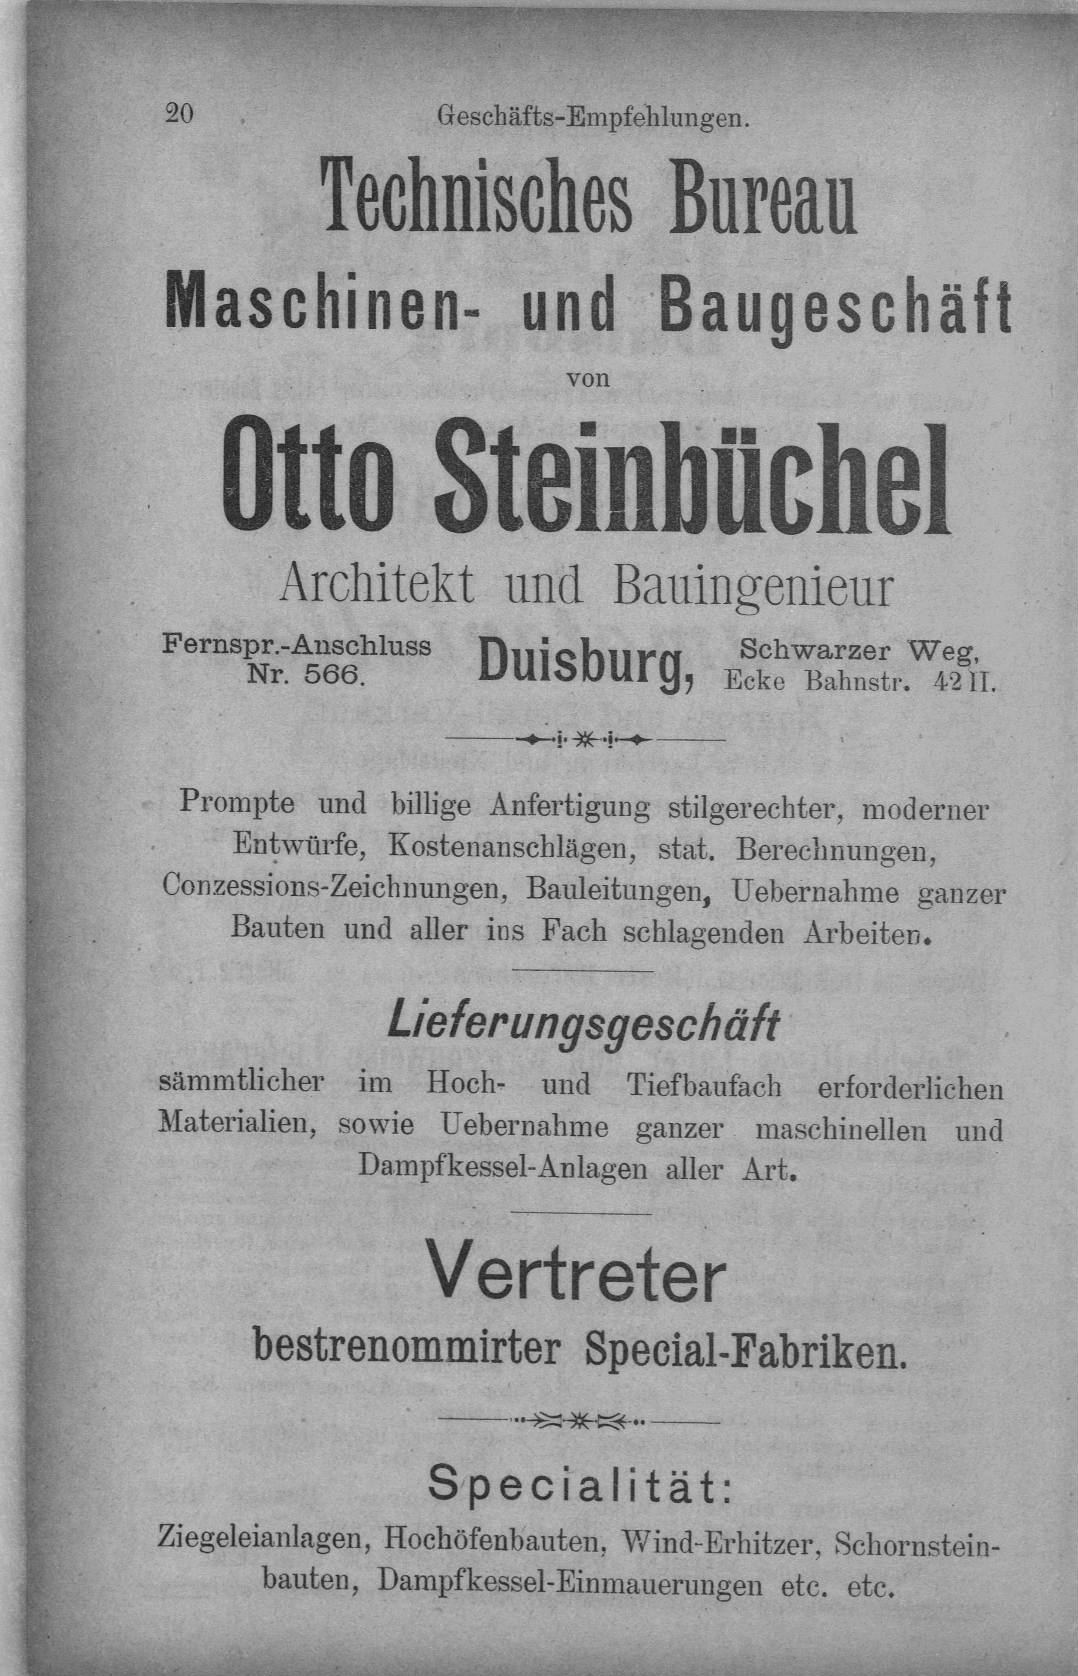 20 Geschäfts-Empfehlungen.
Technisches Bureau
Maschinen- und Baugeschäft
von
Otto Steinbüchel
Architekt und Bauingenieur
Fernspr.-Anschluss
Nr. 566.
Duisburg,
Schwarzer Weg,
Ecke Bahnstr. 42 II.
Prompte und billige Anfertigung stilgerechter, moderner
Entwürfe, Kostenanschlägen, stat. Berechnungen,
Conzessions-Zeichnungen, Bauleitungen, Uebernahme ganzer
Bauten und aller ins Fach schlagenden Arbeiten.
Lieferungsgeschäft
sämmtlicher im Hoch- und Tiefbaufach erforderlichen
Materialien, sowie Uebernahme ganzer maschinellen und
Dampfkessel-Anlagen aller Art.
Vertreter
bestrenommirter Special-Fabriken.
Specialität:
Ziegeleianlagen, Hochöfenbauten, Wind-Erhitzer, Schornstein-
bauten, Dampfkessel-Einmauerungen etc. etc.